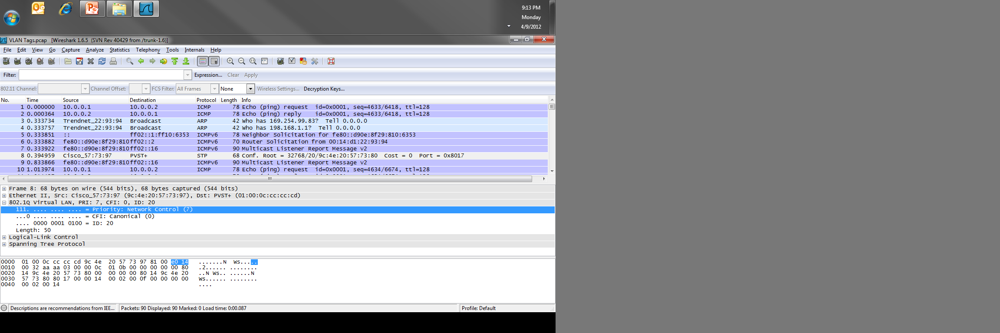 9:13 PM
Monday
4/9/2012
VLAN Tags.pcap [Wireshark 1.6.5 (SVN Rev 40429 from /trunk-1.6)]
File Edit View Go Capture Analyze Statistics Telephony Tools Internals Help
Filter: Expression... Clear Apply
802.11 Channel: Channel Offset: FCS Filter: All Frames None Wireless Settings... Decryption Keys...
No. Time Source Destination Protocol Length Info
1 0.000000 10.0.0.1 10.0.0.2 ICMP 78 Echo (ping) request id=0x0001, seq=4633/6418, ttl=128
2 0.000364 10.0.0.2 10.0.0.1 ICMP 78 Echo (ping) reply id=0x0001, seq=4633/6418, ttl=128
3 0.333734 Trendnet_22:93:94 Broadcast ARP 42 Who has 169.254.99.83? Tell 0.0.0.0
4 0.333757 Trendnet_22:93:94 Broadcast ARP 42 Who has 198.168.1.1? Tell 0.0.0.0
5 0.333851 :: ff02::1:ff10:6353 ICMPv6 78 Neighbor Solicitation for fe80::d90e:8f29:810:6353
6 0.333882 fe80::d90e:8f29:810 ff02::2 ICMPv6 70 Router Solicitation from 00:14:d1:22:93:94
7 0.333922 fe80::d90e:8f29:810 ff02::16 ICMPv6 90 Multicast Listener Report Message v2
8 0.394959 Cisco_57:73:97 PVST+ STP 68 Conf. Root = 32768/20/9c:4e:20:57:73:80 Cost = 0 Port = 0x8017
9 0.833866 fe80::d90e:8f29:810 ff02::16 ICMPv6 90 Multicast Listener Report Message v2
10 1.013974 10.0.0.1 10.0.0.2 ICMP 78 Echo (ping) request id=0x0001, seq=4634/6674, ttl=128
Frame 8: 68 bytes on wire (544 bits), 68 bytes captured (544 bits)
Ethernet II, Src: Cisco_57:73:97 (9c:4e:20:57:73:97), Dst: PVST+ (01:00:0c:cc:cc:cd)
802.1Q Virtual LAN, PRI: 7, CFI: 0, ID: 20
111. .... .... .... = Priority: Network Control (7)
...0 .... .... .... = CFI: Canonical (0)
.... 0000 0001 0100 = ID: 20
Length: 50
Logical-Link Control
Spanning Tree Protocol
0000 01 00 0c cc cc cd 9c 4e 20 57 73 97 81 00 e0 14 .......N Ws.....
0010 00 32 aa aa 03 00 00 0c 01 0b 00 00 00 00 00 80 .2...... ........
0020 14 9c 4e 20 57 73 80 00 00 00 00 80 14 9c 4e 20 ..N Ws.. ......N
0030 57 73 80 80 17 00 00 14 00 02 00 0f 00 00 00 00 Ws...... ........
0040 00 02 00 14 ....
Descriptions are recommendations from IEE... Packets: 90 Displayed: 90 Marked: 0 Load time: 0:00.087 Profile: Default